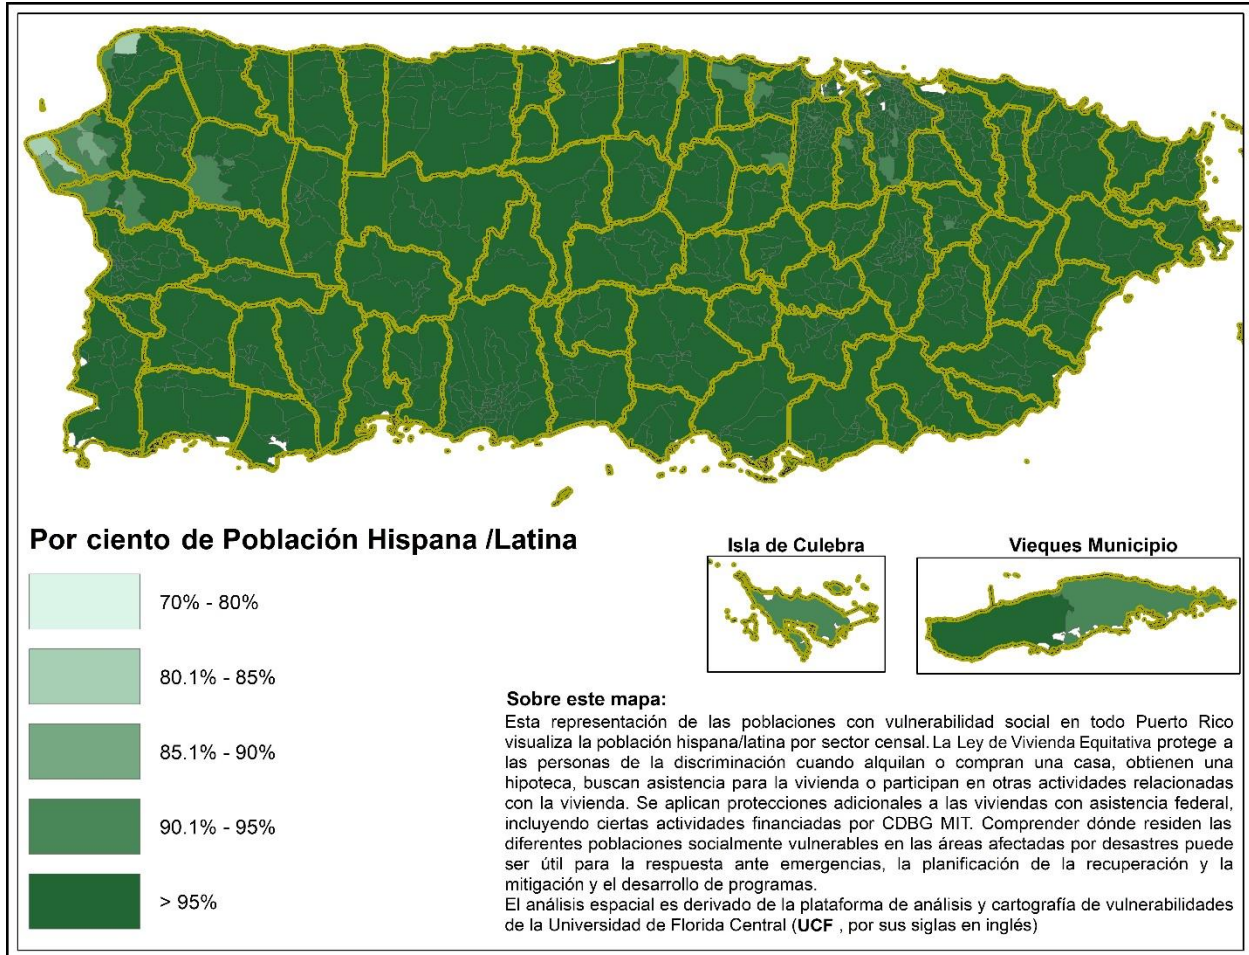 Por ciento de Población Hispana /Latina
70% - 80%
80.1% - 85%
85.1% - 90%
90.1% - 95%
> 95%
Isla de Culebra
Vieques Municipio
Sobre este mapa:
Esta representación de las poblaciones con vulnerabilidad social en todo Puerto Rico
visualiza la población hispana/latina por sector censal. La Ley de Vivienda Equitativa protege a
las personas de la discriminación cuando alquilan o compran una casa, obtienen una
hipoteca, buscan asistencia para la vivienda o participan en otras actividades relacionadas
con la vivienda. Se aplican protecciones adicionales a las viviendas con asistencia federal,
incluyendo ciertas actividades financiadas por CDBG MIT. Comprender dónde residen las
diferentes poblaciones socialmente vulnerables en las áreas afectadas por desastres puede
ser útil para la respuesta ante emergencias, la planificación de la recuperación y la
mitigación y el desarrollo de programas.
El análisis espacial es derivado de la plataforma de análisis y cartografía de vulnerabilidades
de la Universidad de Florida Central (UCF , por sus siglas en inglés)